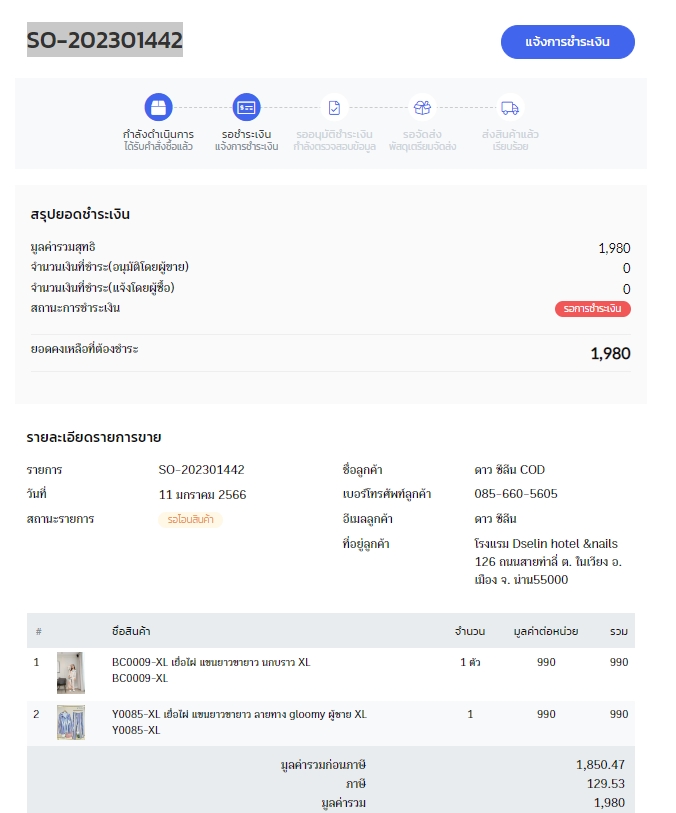 SO-202301442
แจ้งการชำระเงิน
กำลังดำเนินการ
ได้รับคำสั่งซื้อแล้ว
รอชำระเงิน
แจ้งการชำระเงิน
รออนุมัติชำระเงิน
กำลังตรวจสอบข้อมูล
รอจัดส่ง
พัสดุเตรียมจัดส่ง
ส่งสินค้าแล้ว
เรียบร้อย
สรุปยอดชำระเงิน
มูลค่ารวมสุทธิ 1,980
จำนวนเงินที่ชำระ(อนุมัติโดยผู้ขาย) 0
จำนวนเงินที่ชำระ(แจ้งโดยผู้ซื้อ) 0
สถานะการชำระเงิน รอการชำระเงิน
ยอดคงเหลือที่ต้องชำระ 1,980
รายละเอียดรายการขาย
รายการ SO-202301442
วันที่ 11 มกราคม 2566
สถานะรายการ รอโอนสินค้า
ชื่อลูกค้า ดาว ซีลีน COD
เบอร์โทรศัพท์ลูกค้า 085-660-5605
อีเมลลูกค้า ดาว ซีลีน
ที่อยู่ลูกค้า โรงแรม Dselin hotel &nails
126 ถนนสายท่าลี่ ต. ในเวียง อ.
เมือง จ. น่าน55000
# ชื่อสินค้า จำนวน มูลค่าต่อหน่วย รวม
1 BC0009-XL เยื่อไผ่ แขนยาวขายาว นกบราว XL 1 ตัว 990 990
BC0009-XL
2 Y0085-XL เยื่อไผ่ แขนยาวขายาว ลายทาง gloomy ผู้ชาย XL 1 990 990
Y0085-XL
มูลค่ารวมก่อนภาษี 1,850.47
ภาษี 129.53
มูลค่ารวม 1,980